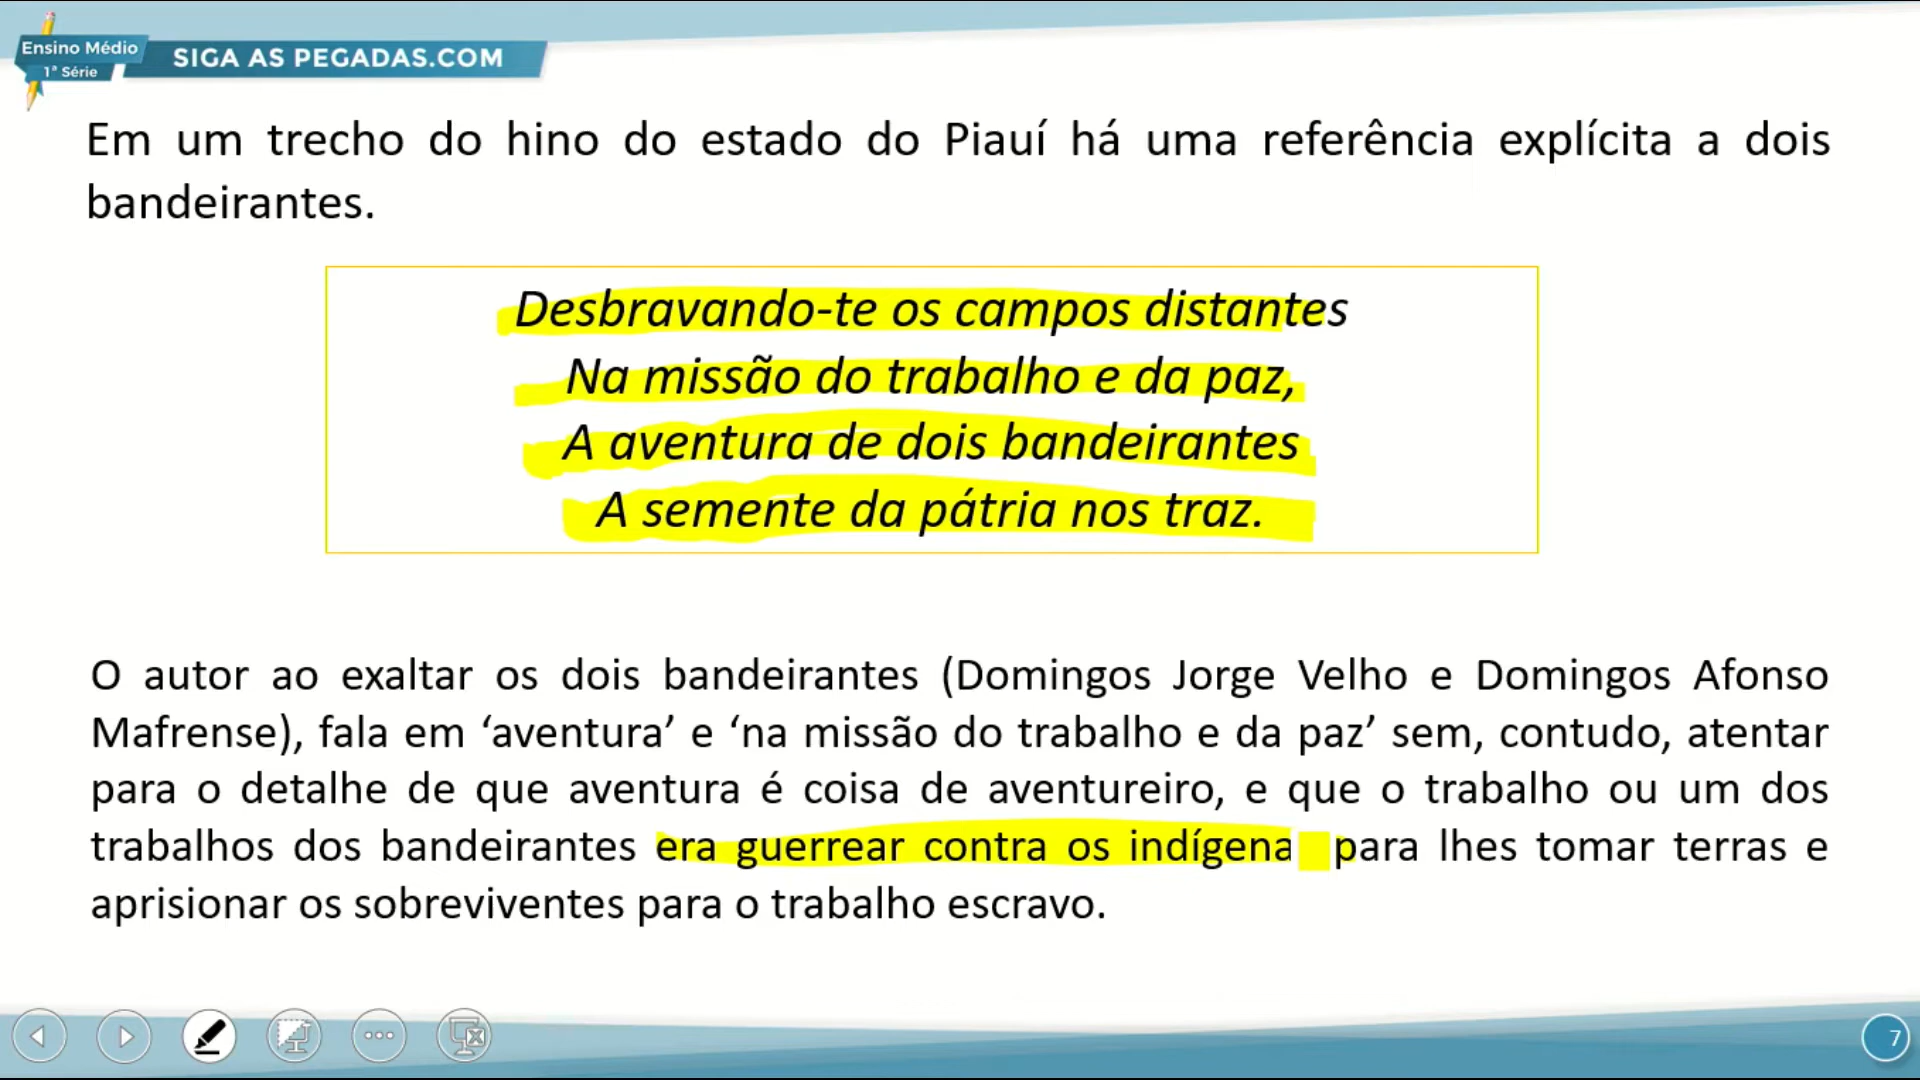 Ensino Médio
1ª Série
SIGA AS PEGADAS.COM
Em um trecho do hino do estado do Piauí há uma referência explícita a dois
bandeirantes.
Desbravando-te os campos distantes
Na missão do trabalho e da paz,
A aventura de dois bandeirantes
A semente da pátria nos traz.
O autor ao exaltar os dois bandeirantes (Domingos Jorge Velho e Domingos Afonso
Mafrense), fala em ‘aventura’ e ‘na missão do trabalho e da paz’ sem, contudo, atentar
para o detalhe de que aventura é coisa de aventureiro, e que o trabalho ou um dos
trabalhos dos bandeirantes era guerrear contra os indígena para lhes tomar terras e
aprisionar os sobreviventes para o trabalho escravo.
7